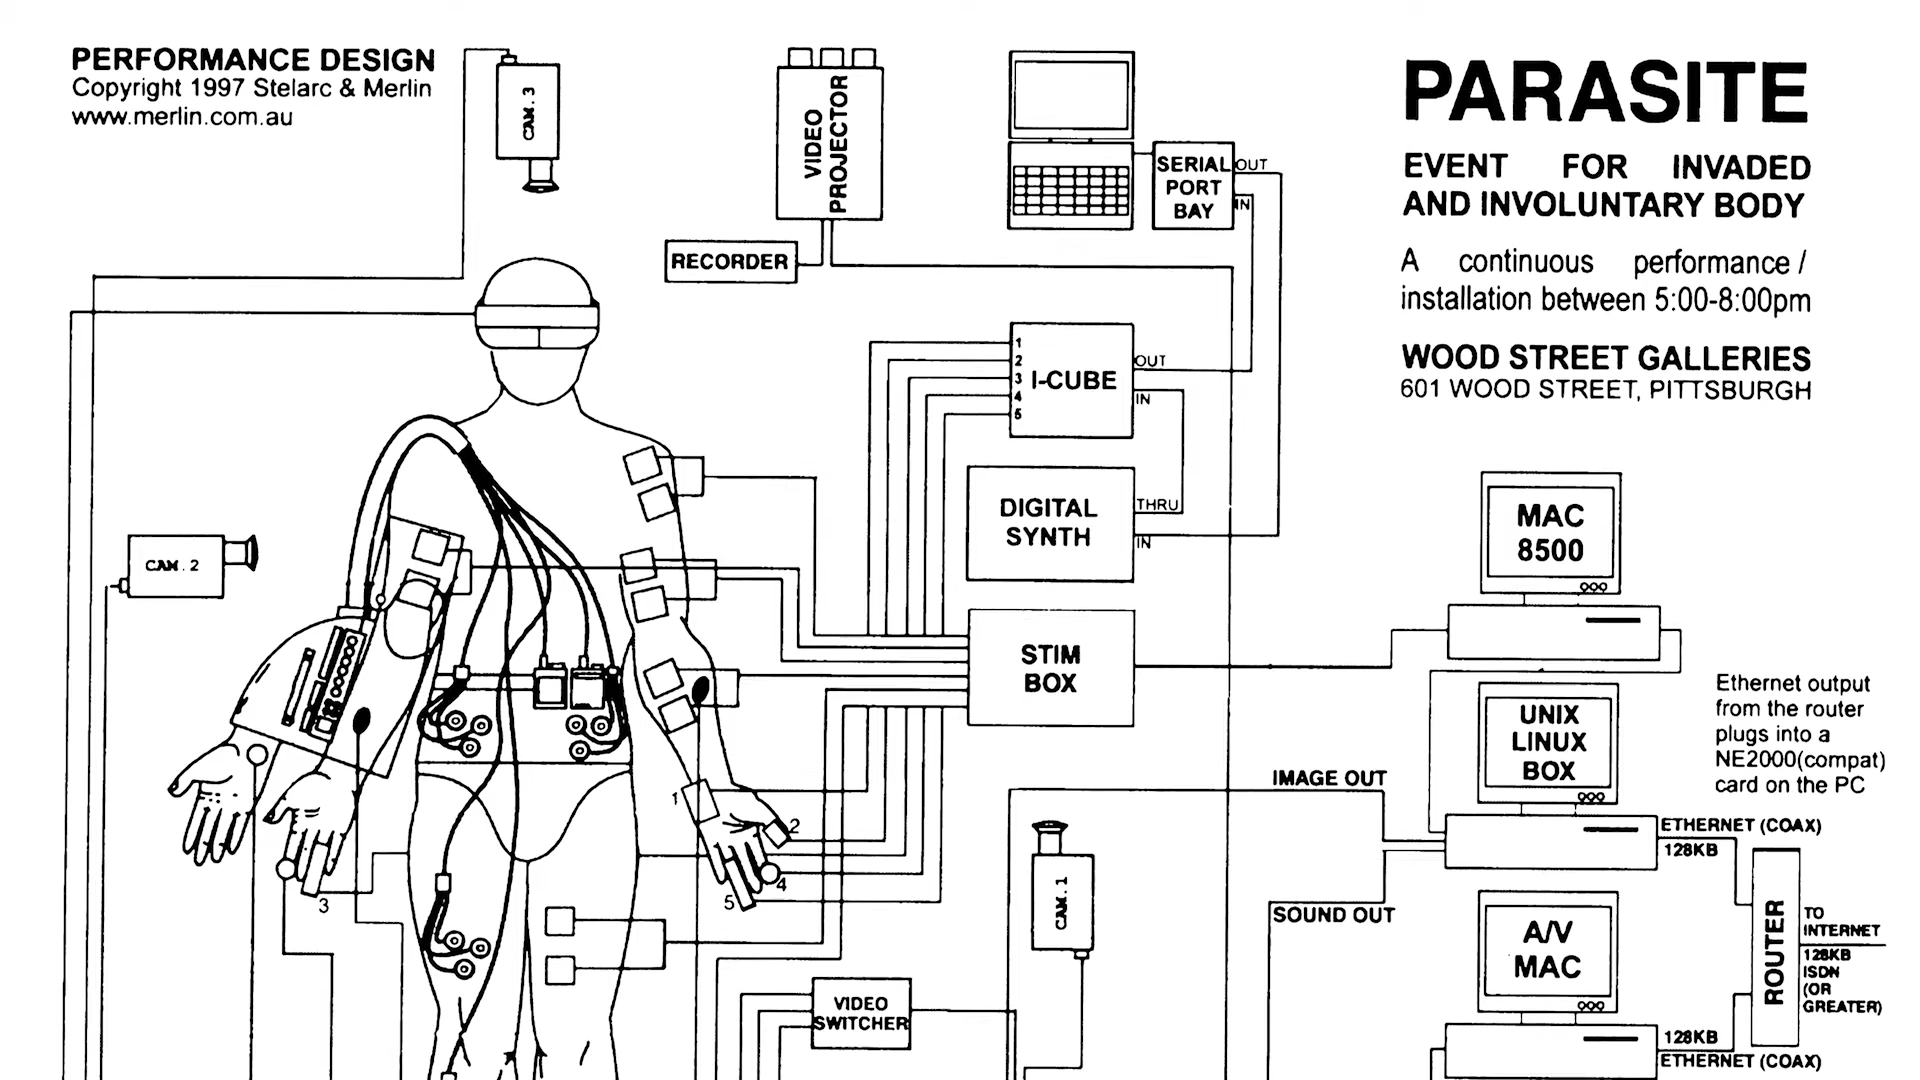 PERFORMANCE DESIGN
Copyright 1997 Stelarc & Merlin
www.merlin.com.au
CAM.3
VIDEO
PROJECTOR
RECORDER
SERIAL
PORT
BAY
OUT
IN
PARASITE
EVENT FOR INVADED
AND INVOLUNTARY BODY
A continuous performance /
installation between 5:00-8:00pm
WOOD STREET GALLERIES
601 WOOD STREET, PITTSBURGH
1
2
3
4
5
I-CUBE
OUT
IN
DIGITAL
SYNTH
THRU
IN
CAM.2
STIM
BOX
MAC
8500
UNIX
LINUX
BOX
Ethernet output
from the router
plugs into a
NE2000(compat)
card on the PC
IMAGE OUT
ETHERNET (COAX)
128KB
1
2
3
4
5
CAM.1
SOUND OUT
A/V
MAC
ROUTER
TO
INTERNET
128KB
ISDN
(OR
GREATER)
VIDEO
SWITCHER
128KB
ETHERNET (COAX)